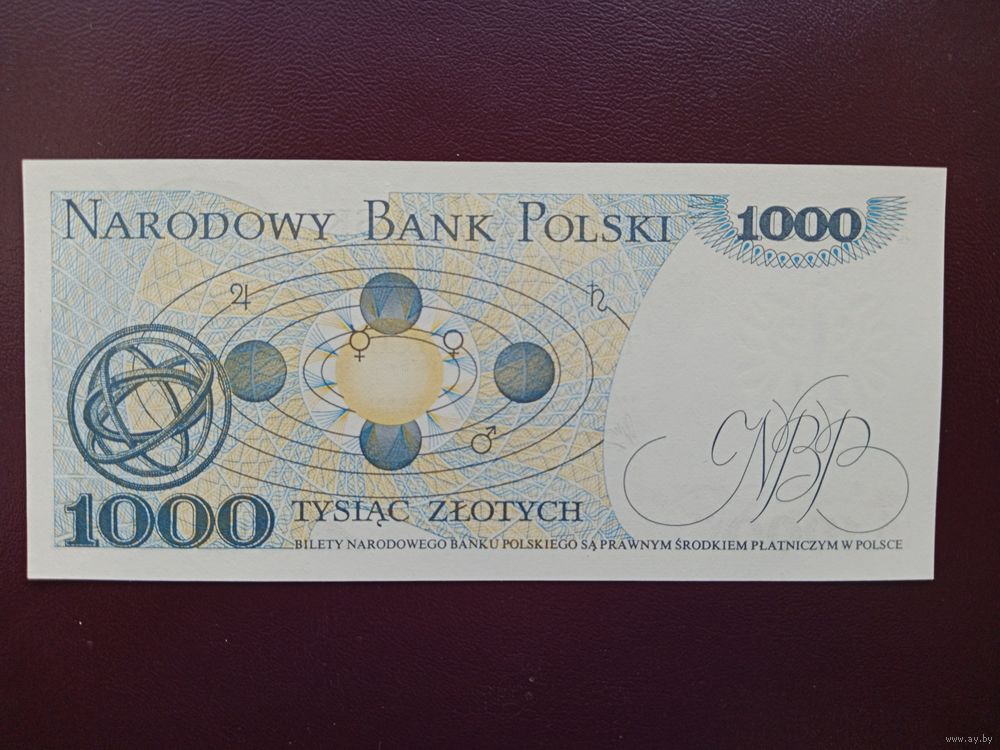 NARODOWY BANK POLSKI 1000
♃ ♄
☿ ♀
♂
NBP
1000 TYSIĄC ZŁOTYCH
BILETY NARODOWEGO BANKU POLSKIEGO SĄ PRAWNYM ŚRODKIEM PŁATNICZYM W POLSCE
www.ay.by